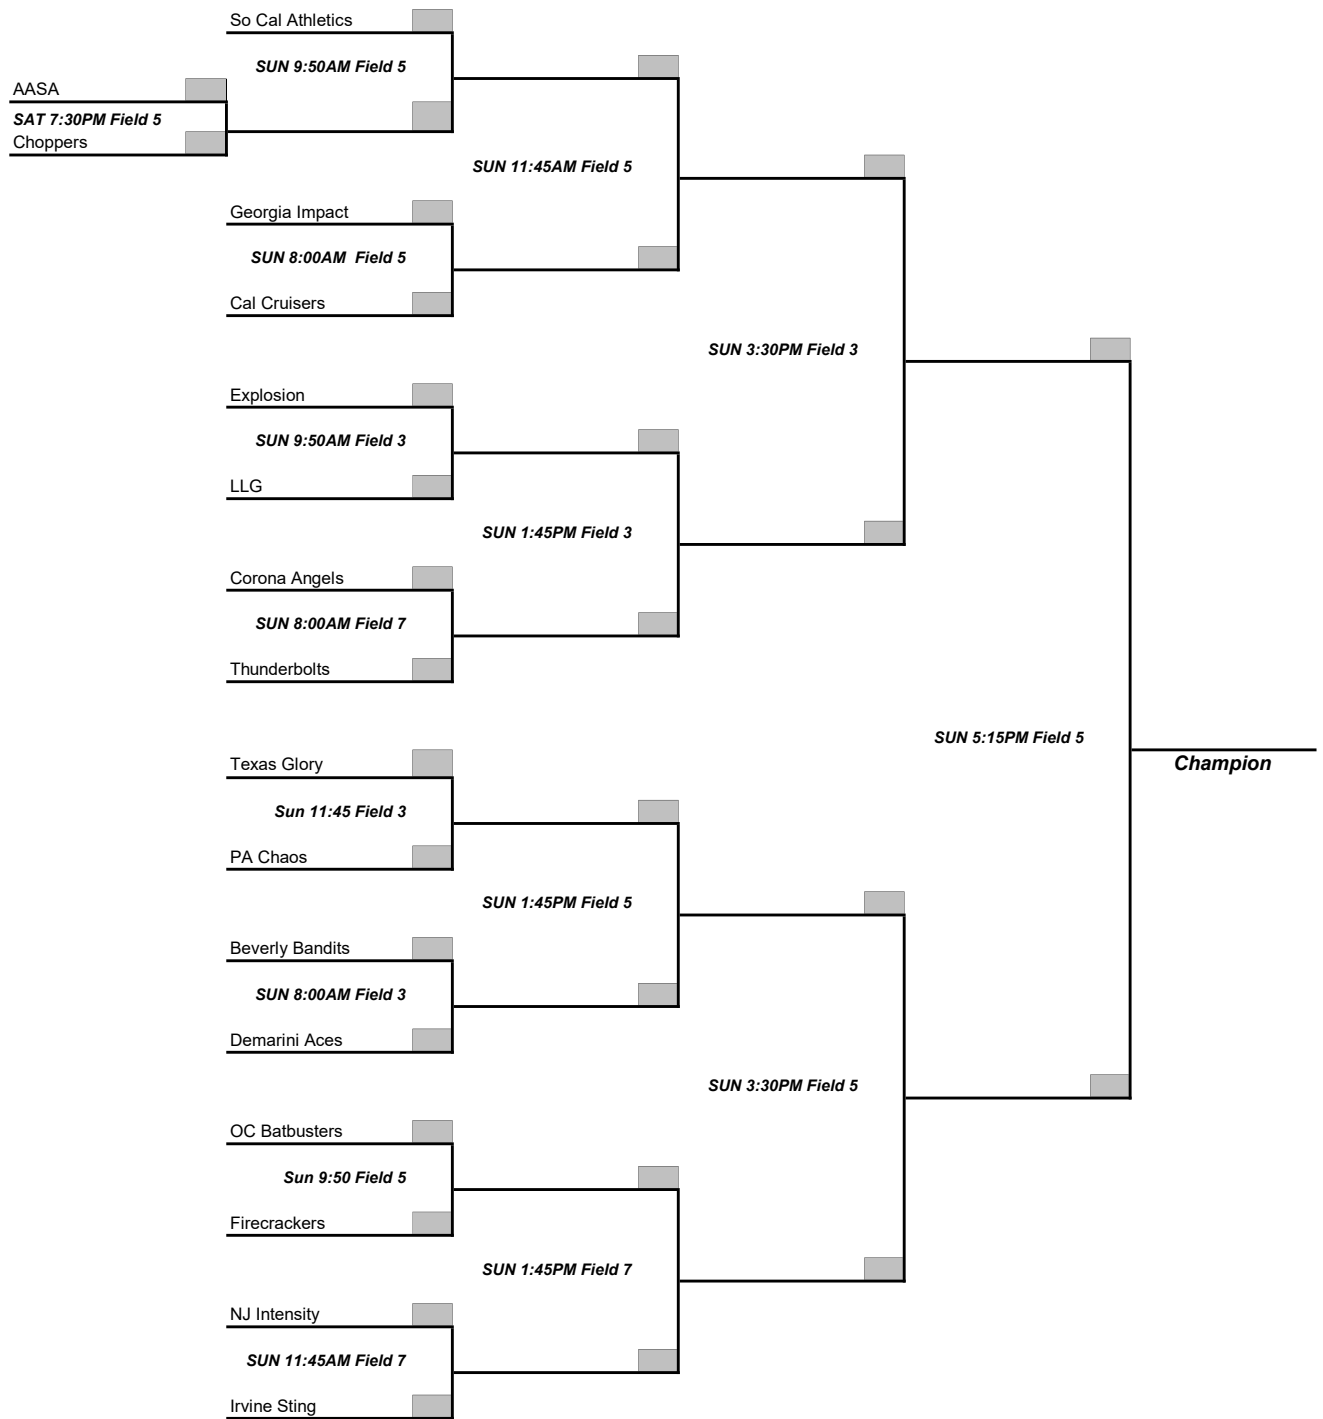 So Cal Athletics
SUN 9:50AM Field 5
AASA
SAT 7:30PM Field 5
Choppers
SUN 11:45AM Field 5
Georgia Impact
SUN 8:00AM  Field 5
Cal Cruisers
SUN 3:30PM Field 3
Explosion
SUN 9:50AM Field 3
LLG
SUN 1:45PM Field 3
Corona Angels
SUN 8:00AM Field 7
Thunderbolts
SUN 5:15PM Field 5
Champion
Texas Glory
Sun 11:45 Field 3
PA Chaos
SUN 1:45PM Field 5
Beverly Bandits
SUN 8:00AM Field 3
Demarini Aces
SUN 3:30PM Field 5
OC Batbusters
Sun 9:50 Field 5
Firecrackers
SUN 1:45PM Field 7
NJ Intensity
SUN 11:45AM Field 7
Irvine Sting